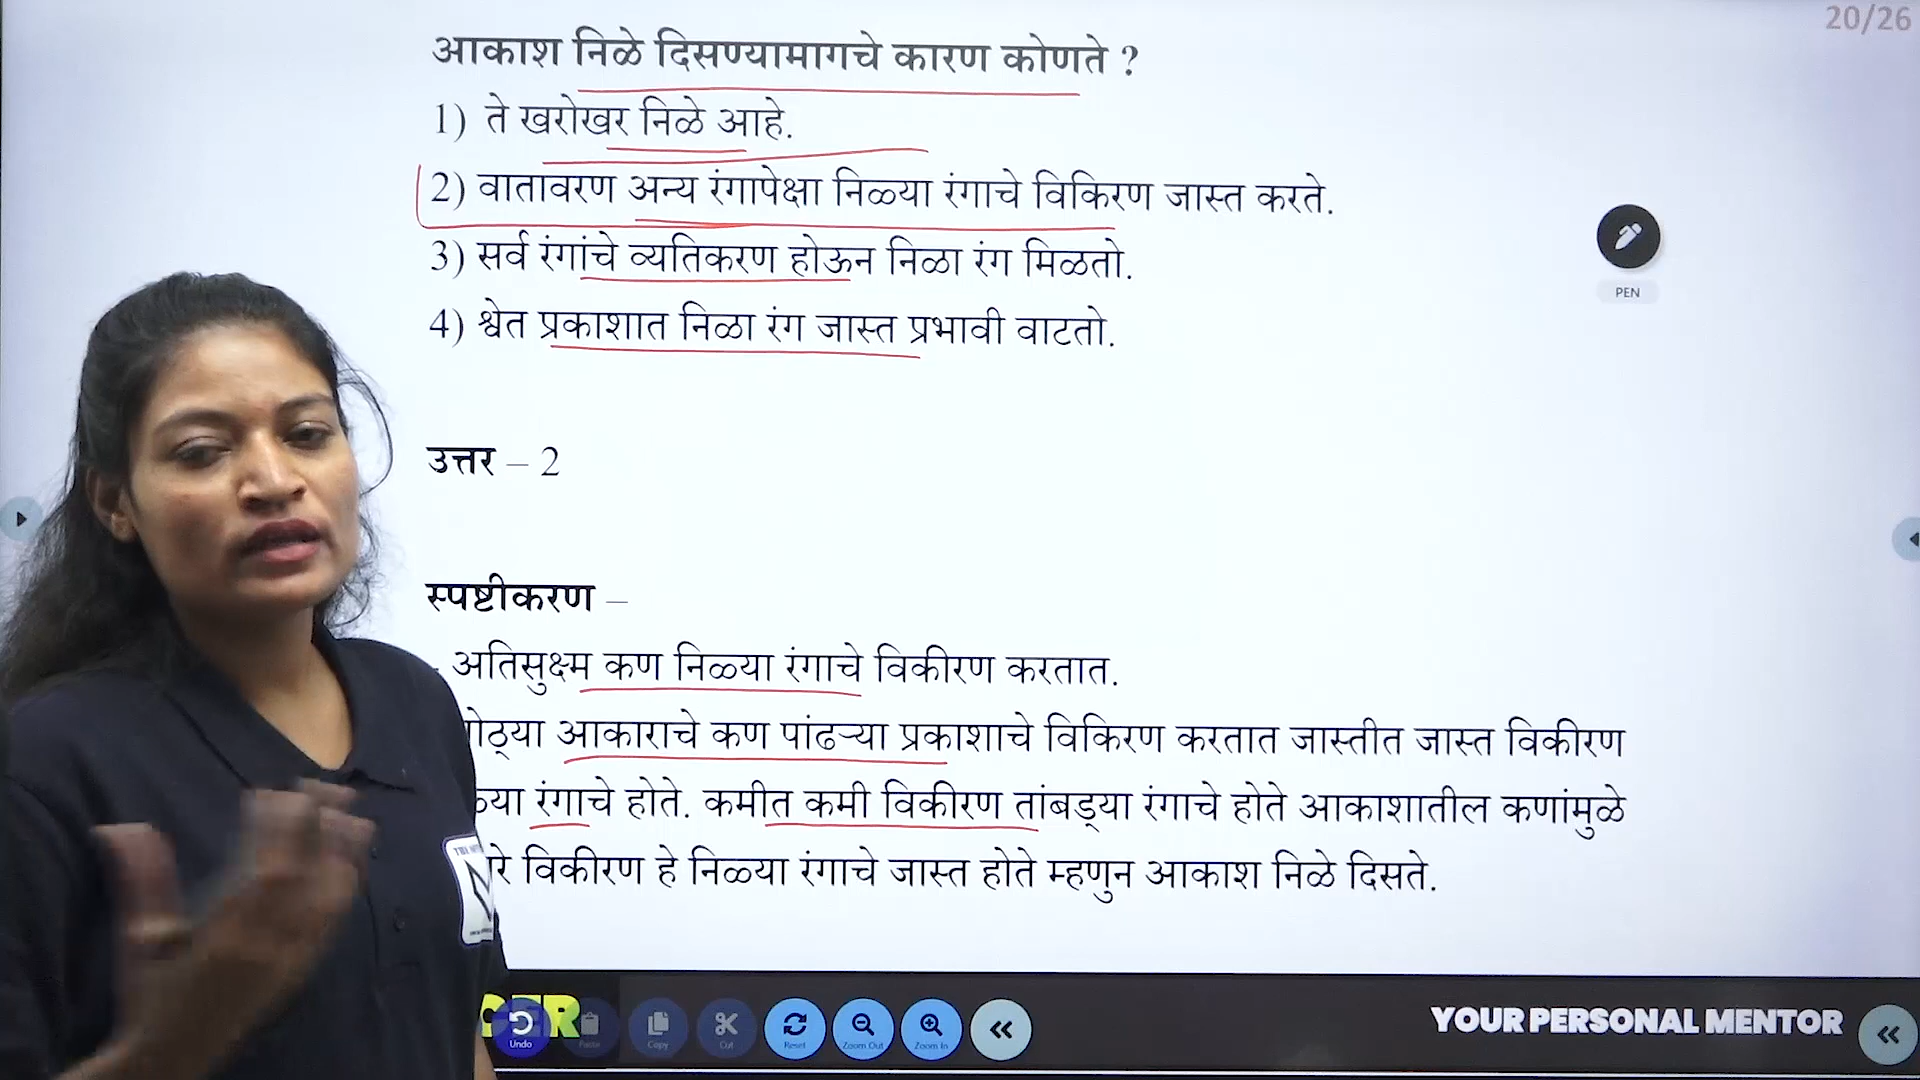 20/26
आकाश निळे दिसण्यामागचे कारण कोणते ?
1) ते खरोखर निळे आहे.
2) वातावरण अन्य रंगापेक्षा निळ्या रंगाचे विकिरण जास्त करते.
3) सर्व रंगांचे व्यतिकरण होऊन निळा रंग मिळतो.
4) श्वेत प्रकाशात निळा रंग जास्त प्रभावी वाटतो.
PEN
उत्तर – 2
स्पष्टीकरण –
अतिसुक्ष्म कण निळ्या रंगाचे विकीरण करतात.
आकाराचे कण पांढऱ्या प्रकाशाचे विकिरण करतात जास्तीत जास्त विकीरण
रंगाचे होते. कमीत कमी विकीरण तांबड्या रंगाचे होते आकाशातील कणांमुळे
विकीरण हे निळ्या रंगाचे जास्त होते म्हणुन आकाश निळे दिसते.
Undo Paste Copy Cut Reset Zoom Out Zoom In
YOUR PERSONAL MENTOR